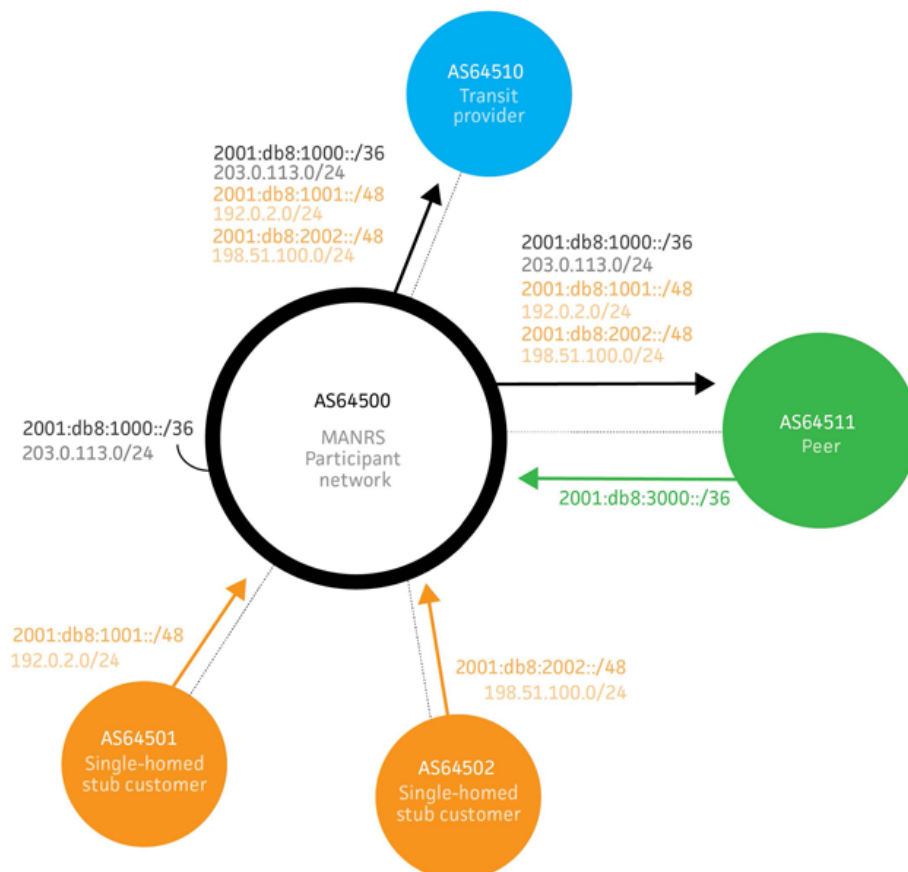 AS64510
Transit
provider
2001:db8:1000::/36
203.0.113.0/24
2001:db8:1001::/48
192.0.2.0/24
2001:db8:2002::/48
198.51.100.0/24
2001:db8:1000::/36
203.0.113.0/24
2001:db8:1001::/48
192.0.2.0/24
2001:db8:2002::/48
198.51.100.0/24
AS64500
MANRS
Participant
network
2001:db8:1000::/36
203.0.113.0/24
AS64511
Peer
2001:db8:3000::/36
2001:db8:1001::/48
192.0.2.0/24
2001:db8:2002::/48
198.51.100.0/24
AS64501
Single-homed
stub customer
AS64502
Single-homed
stub customer